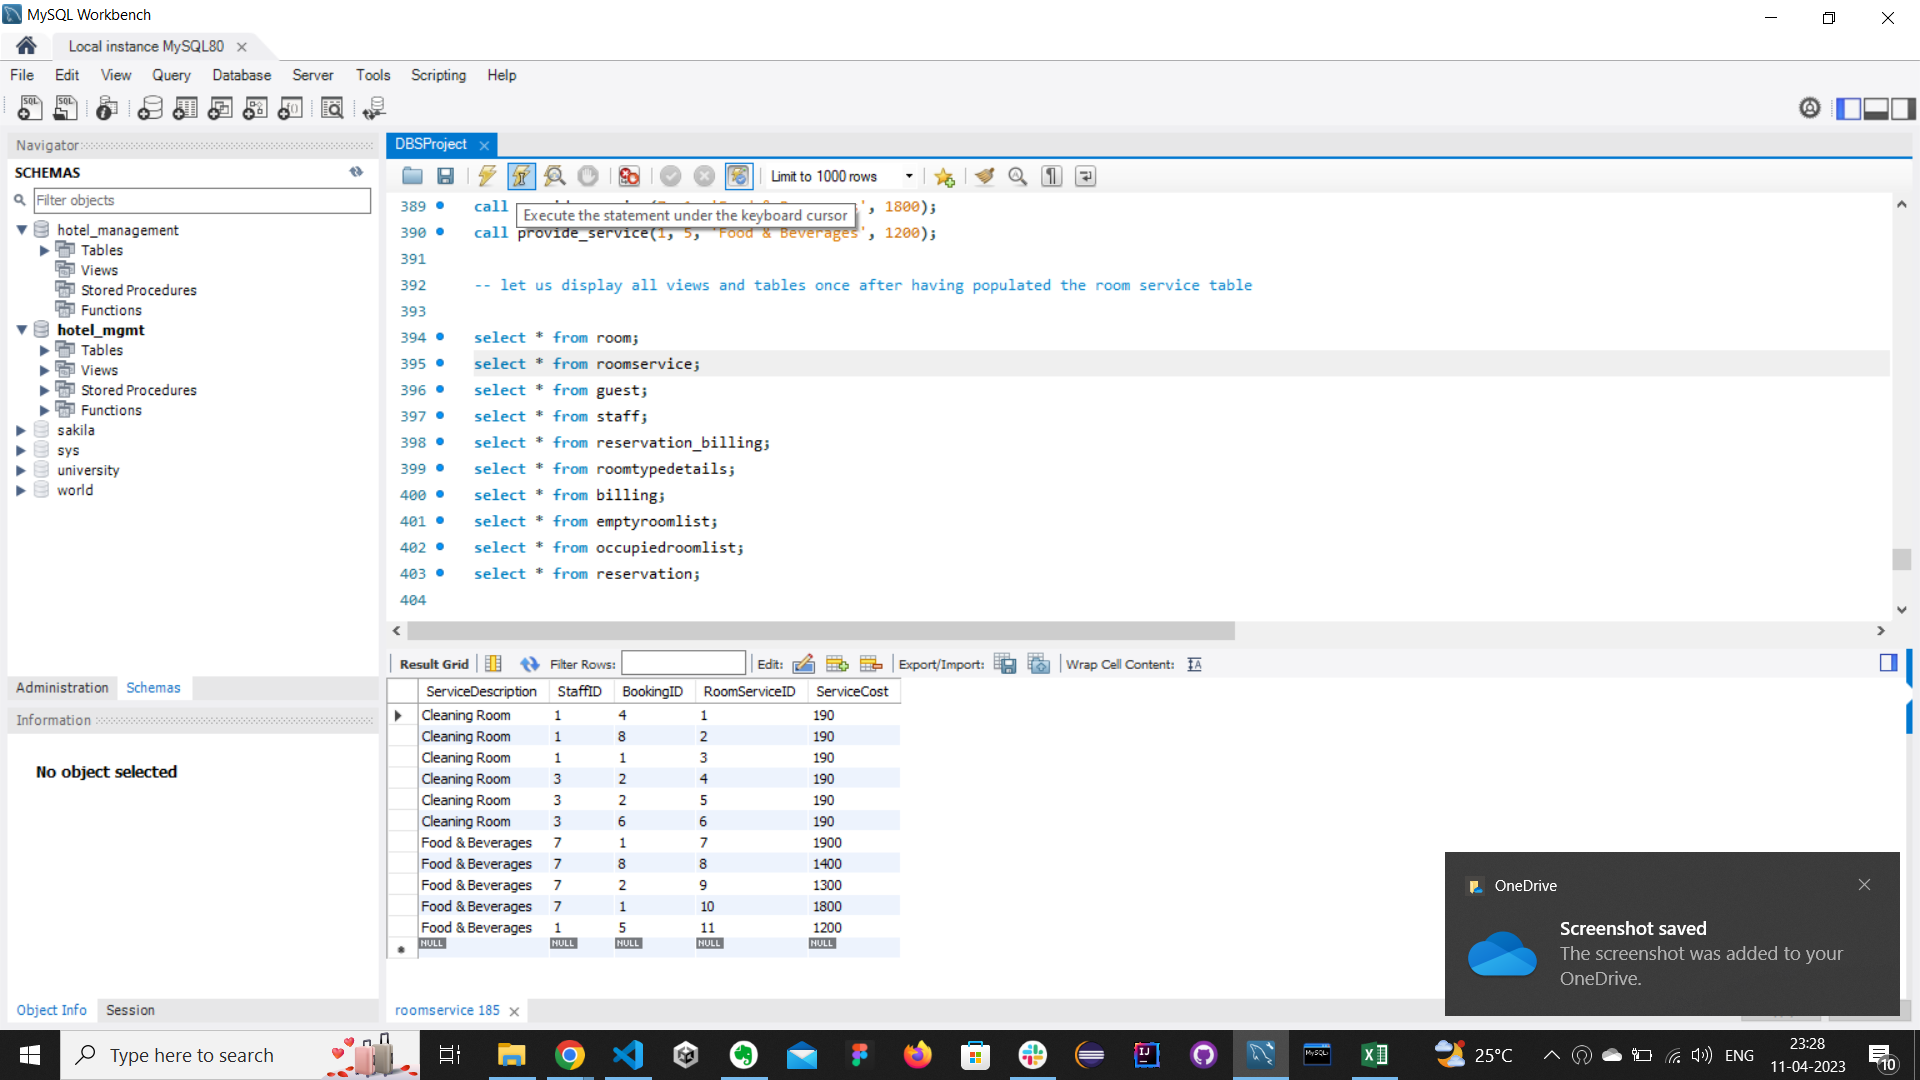 MySQL Workbench
Local instance MySQL80
File Edit View Query Database Server Tools Scripting Help
Navigator
SCHEMAS
Filter objects
hotel_management
Tables
Views
Stored Procedures
Functions
hotel_mgmt
Tables
Views
Stored Procedures
Functions
sakila
sys
university
world
Administration Schemas
Information
No object selected
Object Info Session
DBSProject
Limit to 1000 rows
389 call , 1800);
Execute the statement under the keyboard cursor
390 call provide_service(1, 5, 'Food & Beverages', 1200);
391
392 -- let us display all views and tables once after having populated the room service table
393
394 select * from room;
395 select * from roomservice;
396 select * from guest;
397 select * from staff;
398 select * from reservation_billing;
399 select * from roomtypedetails;
400 select * from billing;
401 select * from emptyroomlist;
402 select * from occupiedroomlist;
403 select * from reservation;
404
Result Grid Filter Rows: Edit: Export/Import: Wrap Cell Content:
ServiceDescription StaffID BookingID RoomServiceID ServiceCost
Cleaning Room 1 4 1 190
Cleaning Room 1 8 2 190
Cleaning Room 1 1 3 190
Cleaning Room 3 2 4 190
Cleaning Room 3 2 5 190
Cleaning Room 3 6 6 190
Food & Beverages 7 1 7 1900
Food & Beverages 7 8 8 1400
Food & Beverages 7 2 9 1300
Food & Beverages 7 1 10 1800
Food & Beverages 1 5 11 1200
NULL NULL NULL NULL NULL
roomservice 185
OneDrive
Screenshot saved
The screenshot was added to your
OneDrive.
Type here to search
25°C
ENG
23:28
11-04-2023
10